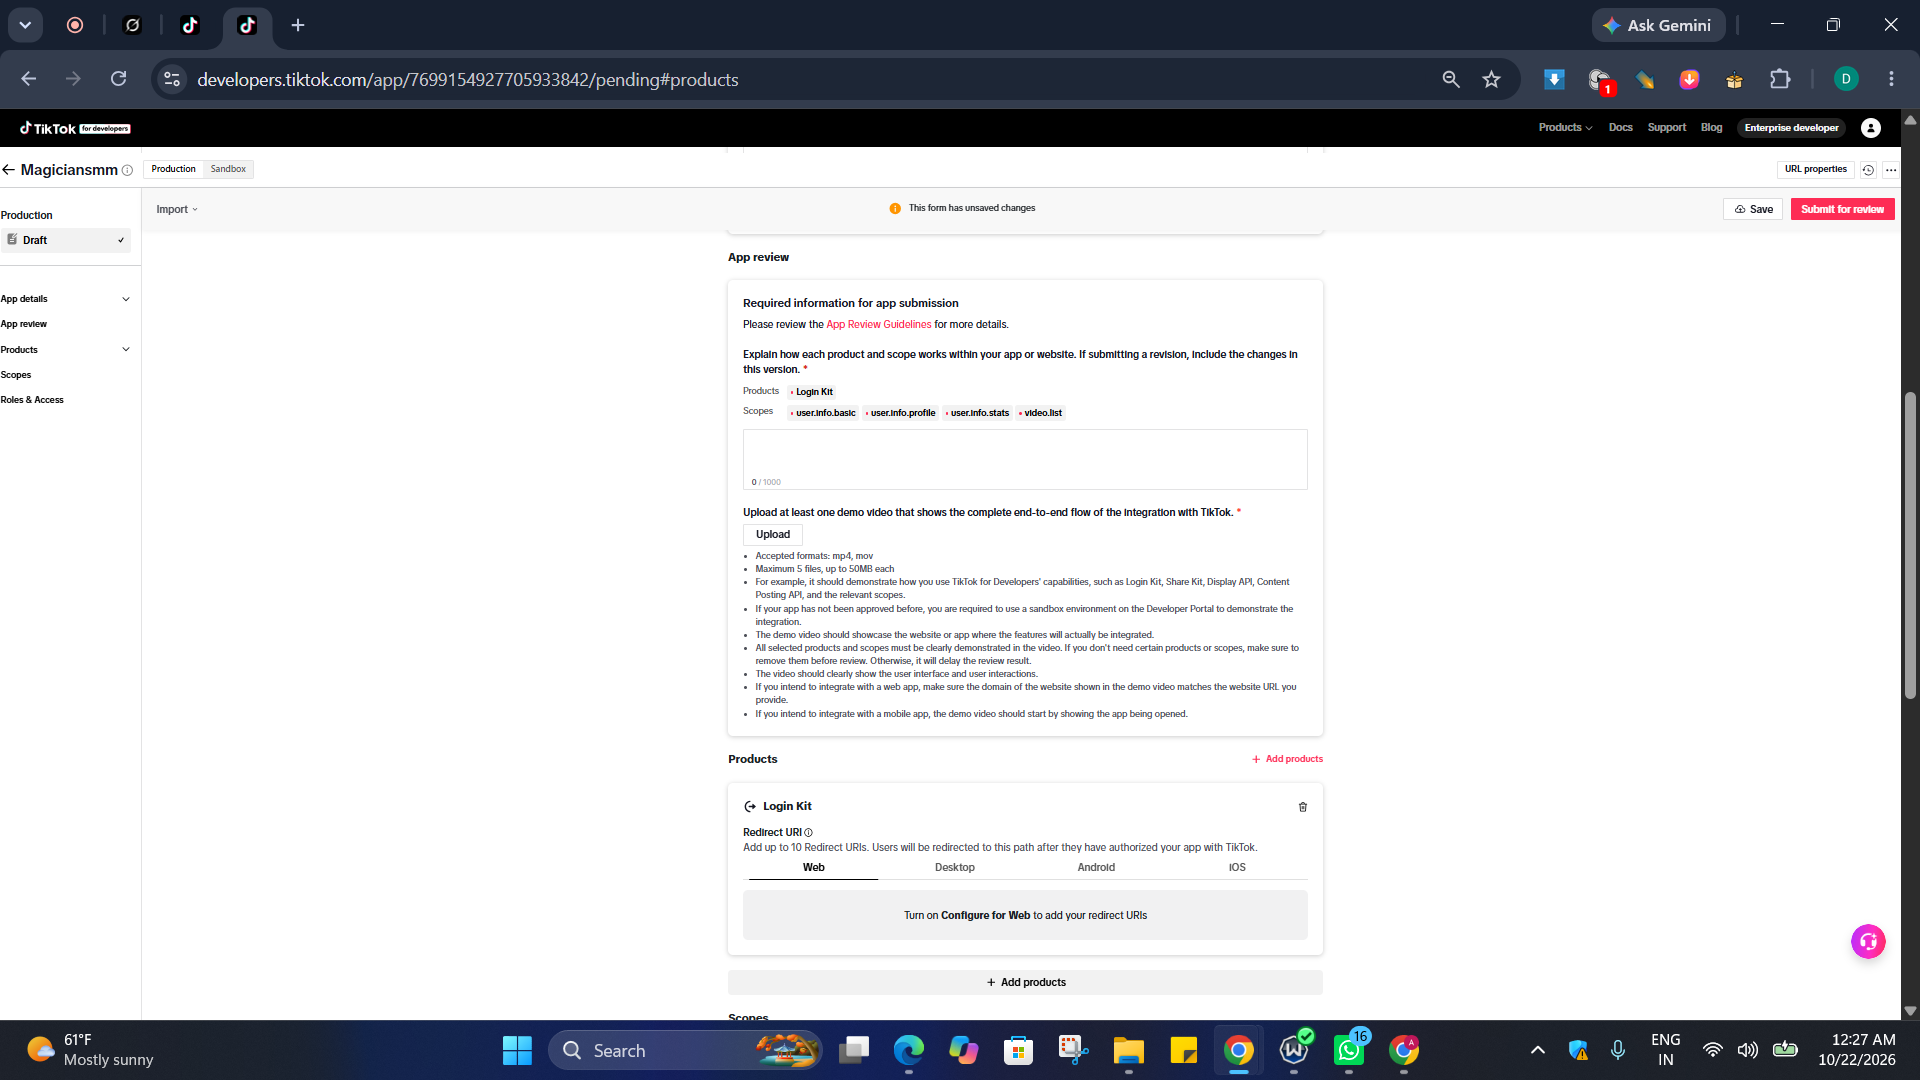 Ask Gemini
developers.tiktok.com/app/7699154927705933842/pending#products
1
D
TikTok for developers
Products
Docs
Support
Blog
Enterprise developer
Magiciansmm
Production
Sandbox
URL properties
Production
Draft
Import
This form has unsaved changes
Save
Submit for review
App details
App review
Products
Scopes
Roles & Access
App review
Required information for app submission
Please review the App Review Guidelines for more details.
Explain how each product and scope works within your app or website. If submitting a revision, include the changes in
this version. *
Products • Login Kit
Scopes • user.info.basic • user.info.profile • user.info.stats • video.list
0 / 1000
Upload at least one demo video that shows the complete end-to-end flow of the integration with TikTok. *
Upload
• Accepted formats: mp4, mov
• Maximum 5 files, up to 50MB each
• For example, it should demonstrate how you use TikTok for Developers' capabilities, such as Login Kit, Share Kit, Display API, Content
Posting API, and the relevant scopes.
• If your app has not been approved before, you are required to use a sandbox environment on the Developer Portal to demonstrate the
integration.
• The demo video should showcase the website or app where the features will actually be integrated.
• All selected products and scopes must be clearly demonstrated in the video. If you don't need certain products or scopes, make sure to
remove them before review. Otherwise, it will delay the review result.
• The video should clearly show the user interface and user interactions.
• If you intend to integrate with a web app, make sure the domain of the website shown in the demo video matches the website URL you
provide.
• If you intend to integrate with a mobile app, the demo video should start by showing the app being opened.
Products
+ Add products
Login Kit
Redirect URI
Add up to 10 Redirect URIs. Users will be redirected to this path after they have authorized your app with TikTok.
Web
Desktop
Android
iOS
Turn on Configure for Web to add your redirect URIs
+ Add products
Scopes
61°F
Mostly sunny
Search
16
A
ENG
IN
12:27 AM
10/22/2026